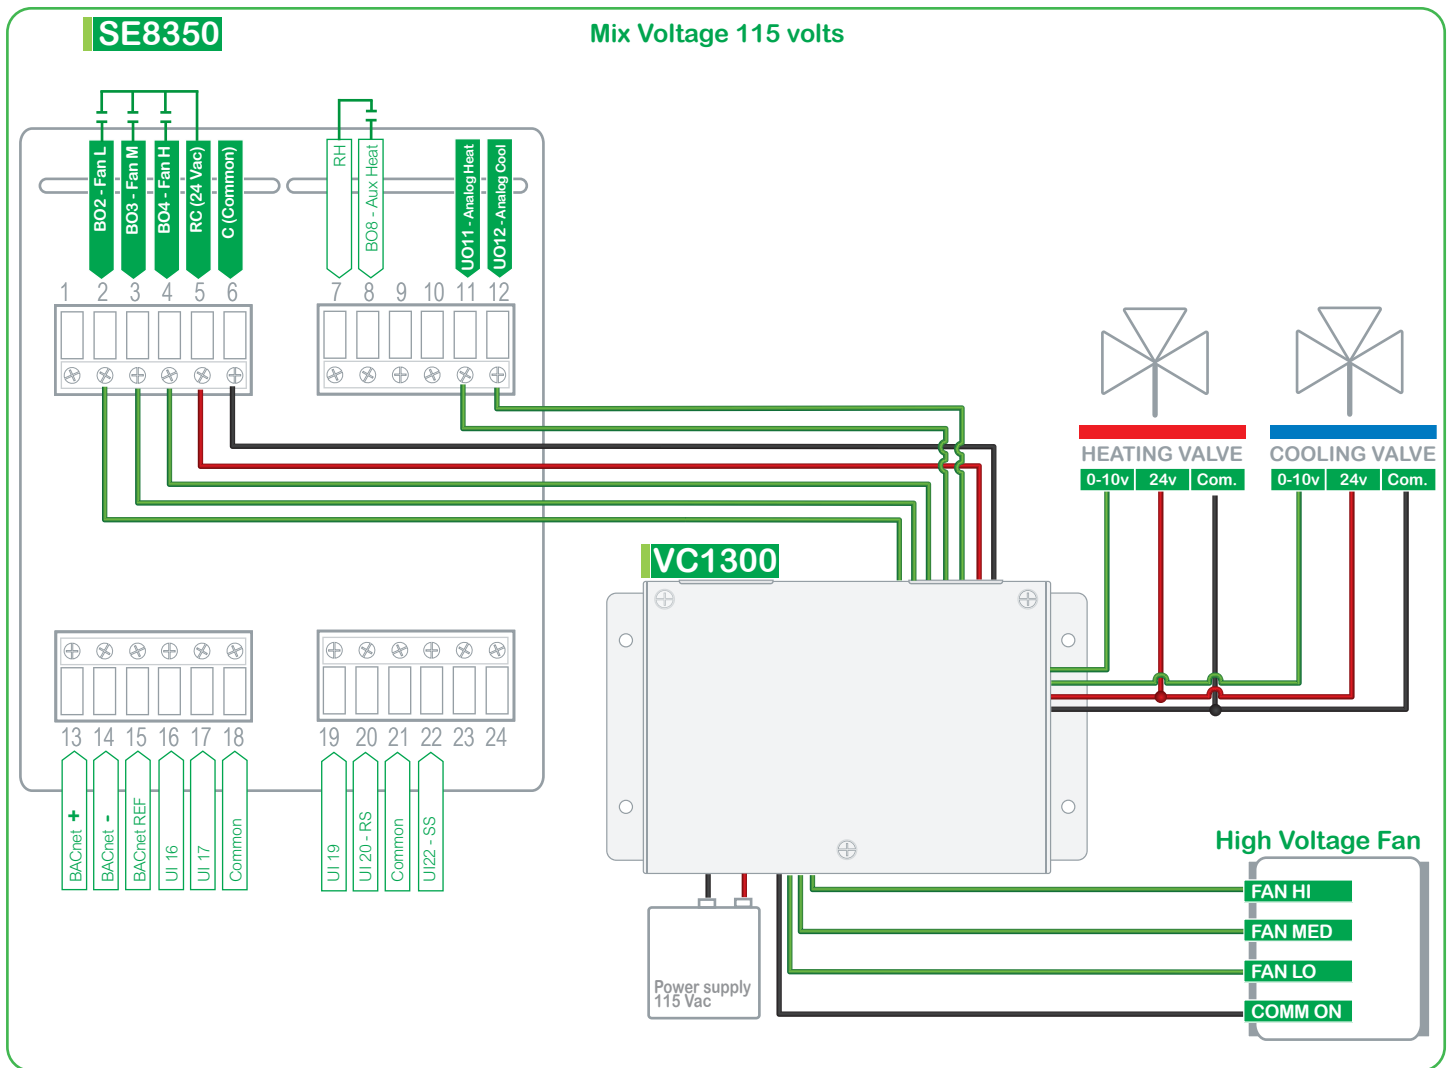 SE8350
Mix Voltage 115 volts
BO2 - Fan L
BO3 - Fan M
BO4 - Fan H
RC (24 Vac)
C (Common)
RH
BO8 - Aux Heat
UO11 - Analog Heat
UO12 - Analog Cool
1 2 3 4 5 6
7 8 9 10 11 12
HEATING VALVE
0-10v 24v Com.
COOLING VALVE
0-10v 24v Com.
VC1300
13 14 15 16 17 18
19 20 21 22 23 24
BACnet +
BACnet -
BACnet REF
UI 16
UI 17
Common
UI 19
UI 20 - RS
Common
UI22 - SS
Power supply
115 Vac
High Voltage Fan
FAN HI
FAN MED
FAN LO
COMM ON